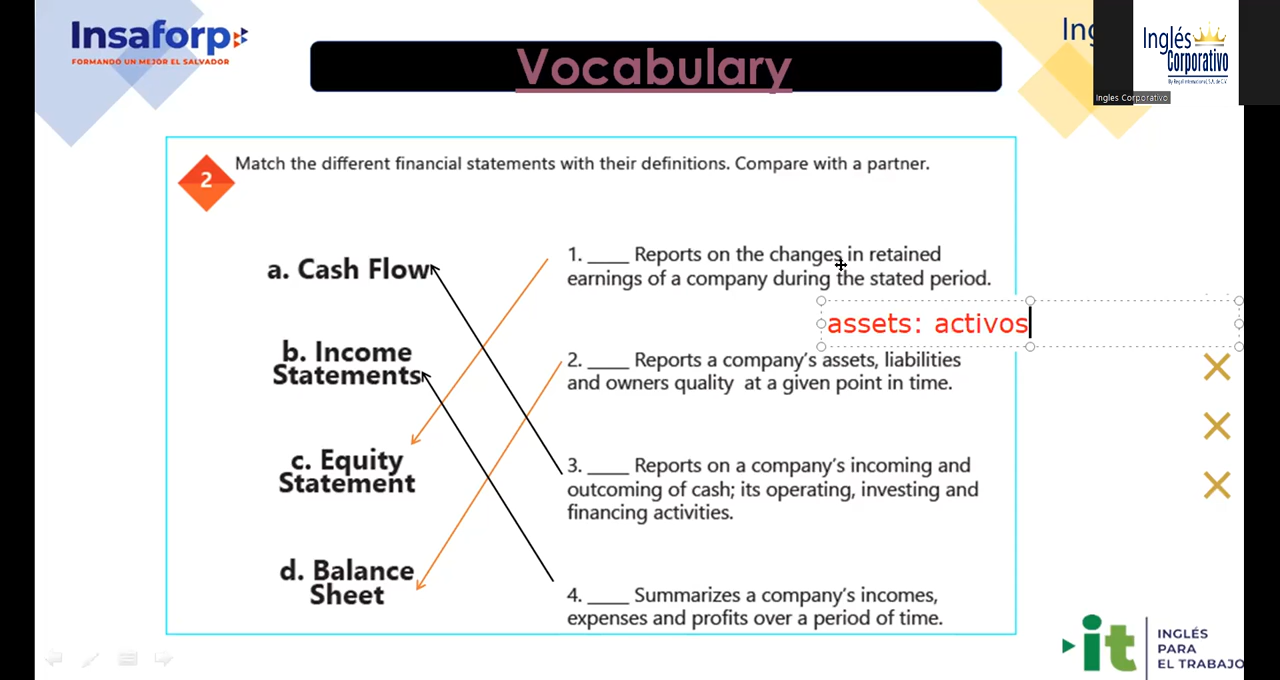 Insaforp
FORMANDO UN MEJOR EL SALVADOR
Vocabulary
Inglés
Corporativo
Ingles Corporativo
2
Match the different financial statements with their definitions. Compare with a partner.
a. Cash Flow
b. Income
Statements
c. Equity
Statement
d. Balance
Sheet
1. ____ Reports on the changes in retained
earnings of a company during the stated period.
assets: activos
2. ____ Reports a company's assets, liabilities
and owners quality at a given point in time.
3. ____ Reports on a company's incoming and
outcoming of cash; its operating, investing and
financing activities.
4. ____ Summarizes a company's incomes,
expenses and profits over a period of time.
it
INGLÉS
PARA
EL TRABAJO